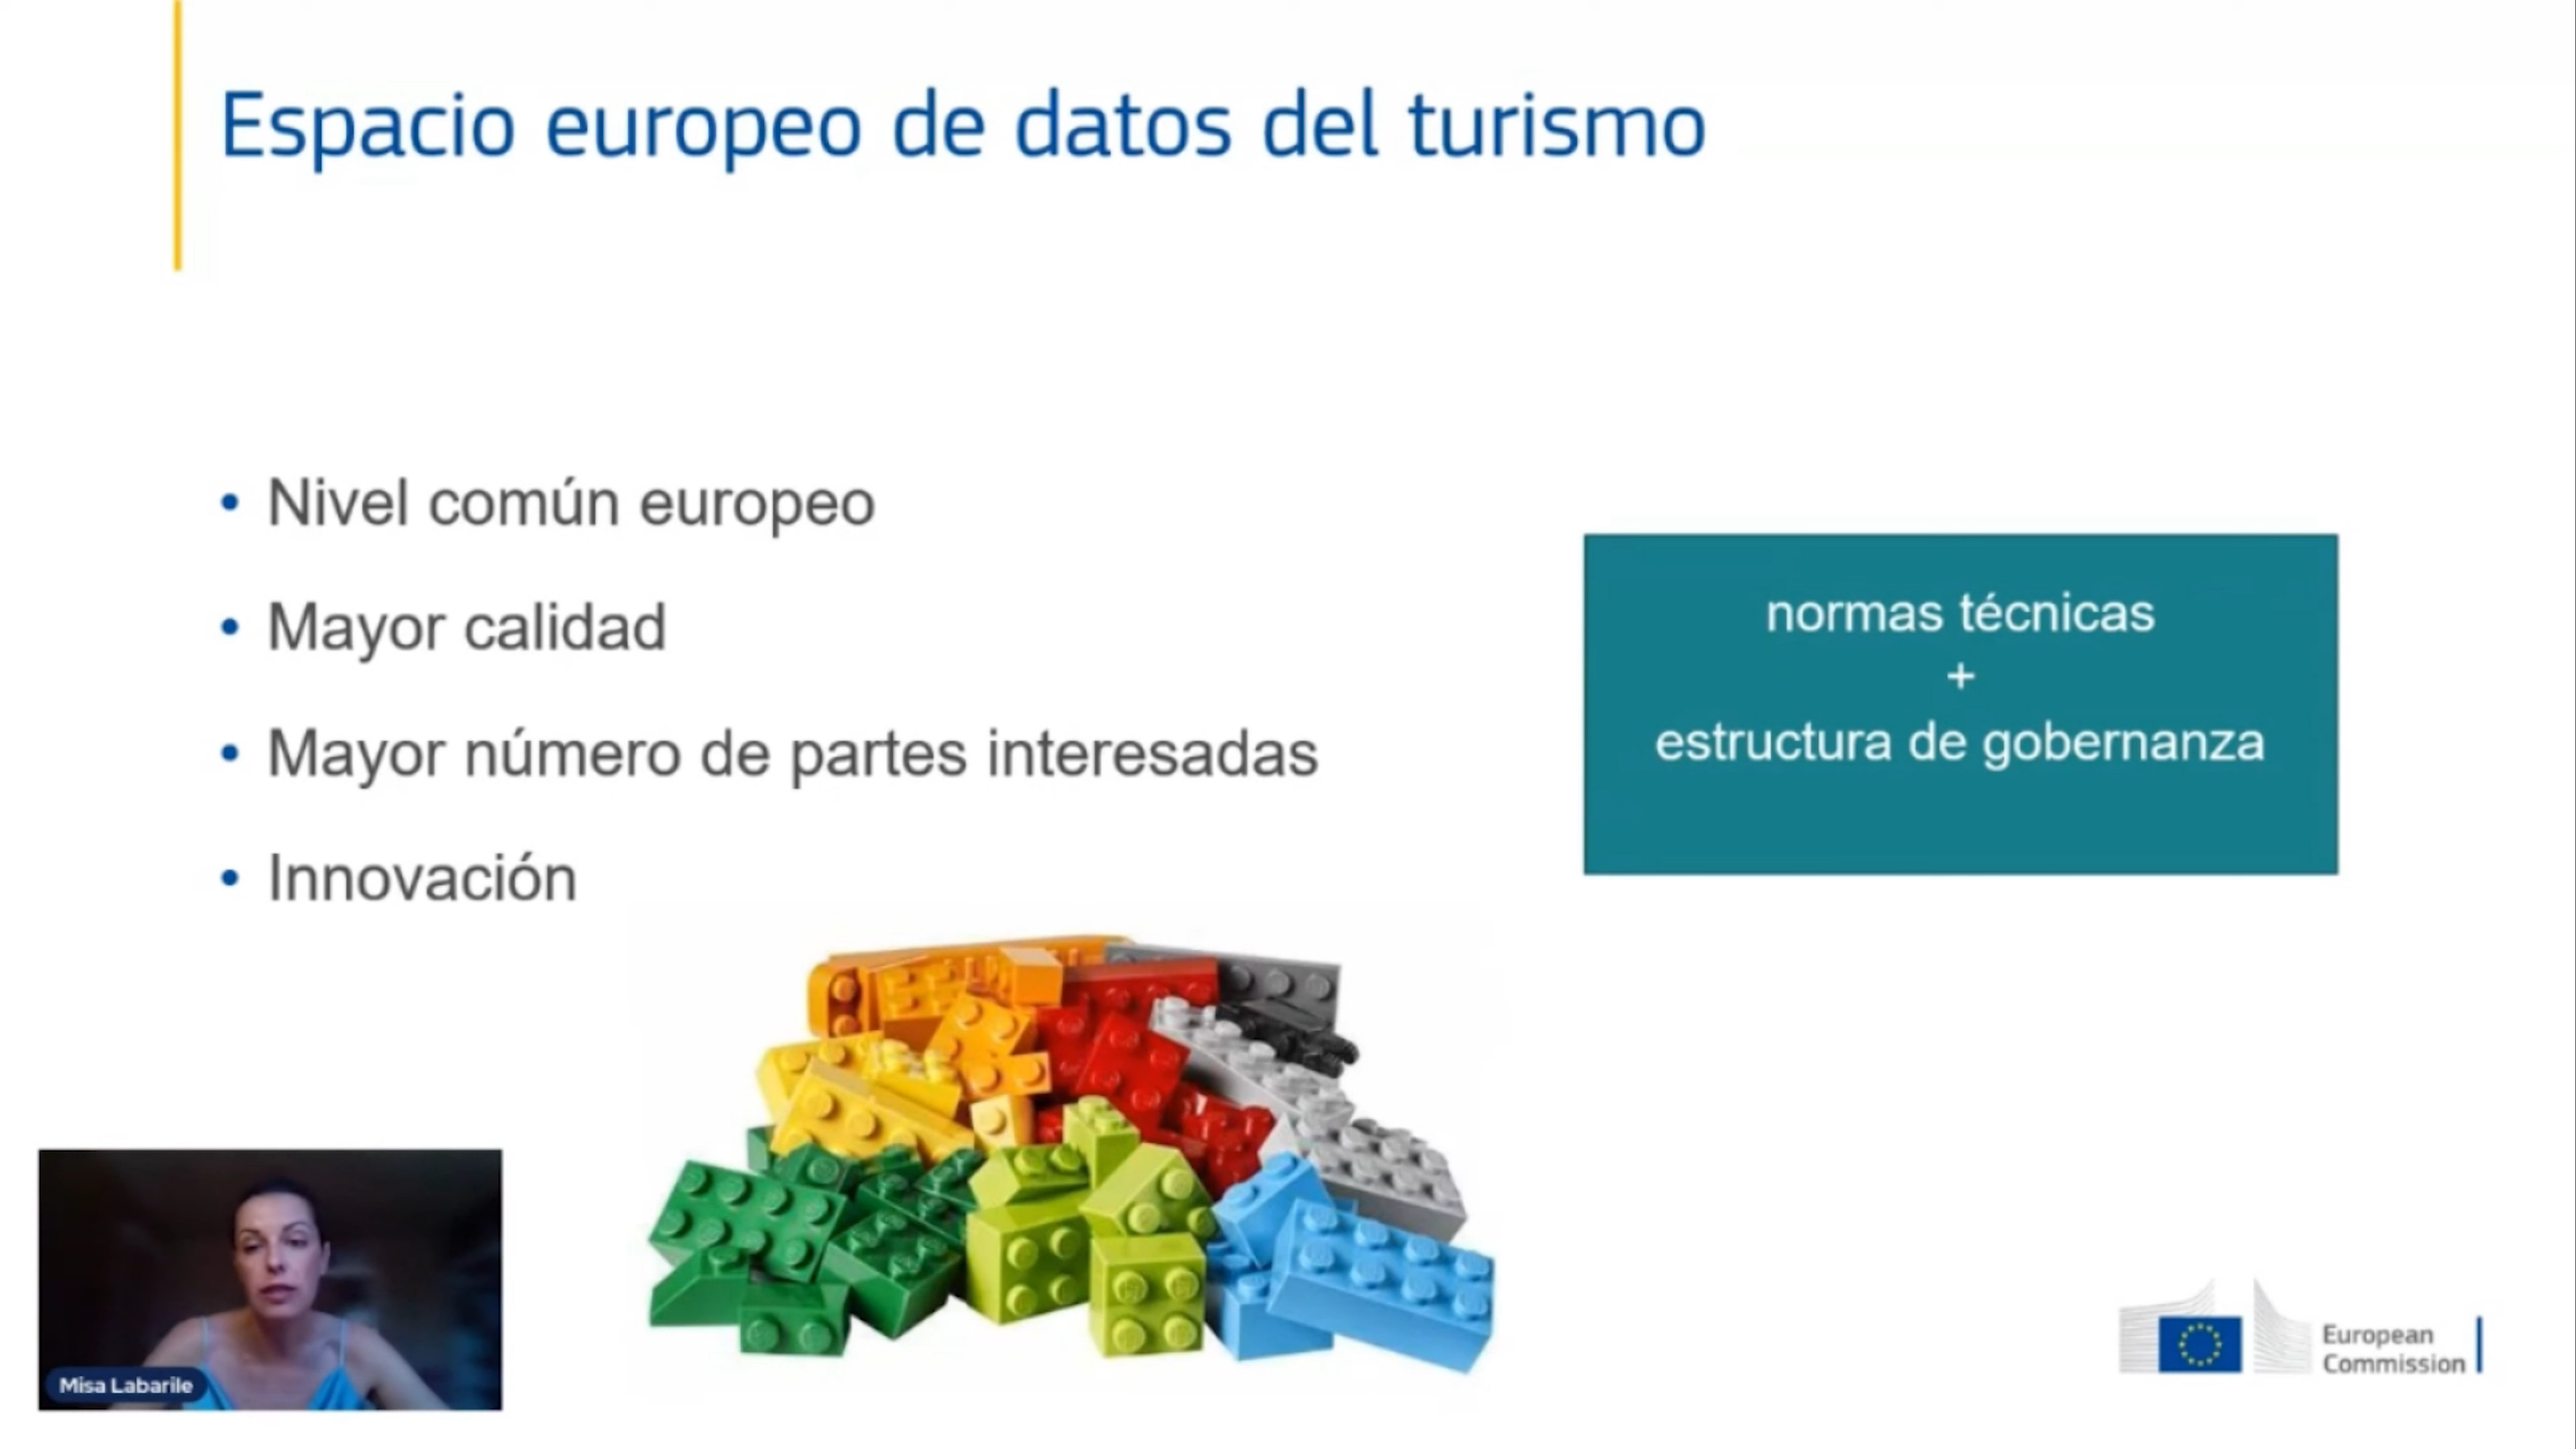 Espacio europeo de datos del turismo
• Nivel común europeo
• Mayor calidad
• Mayor número de partes interesadas
• Innovación
normas técnicas
+
estructura de gobernanza
Misa Labarile
European
Commission